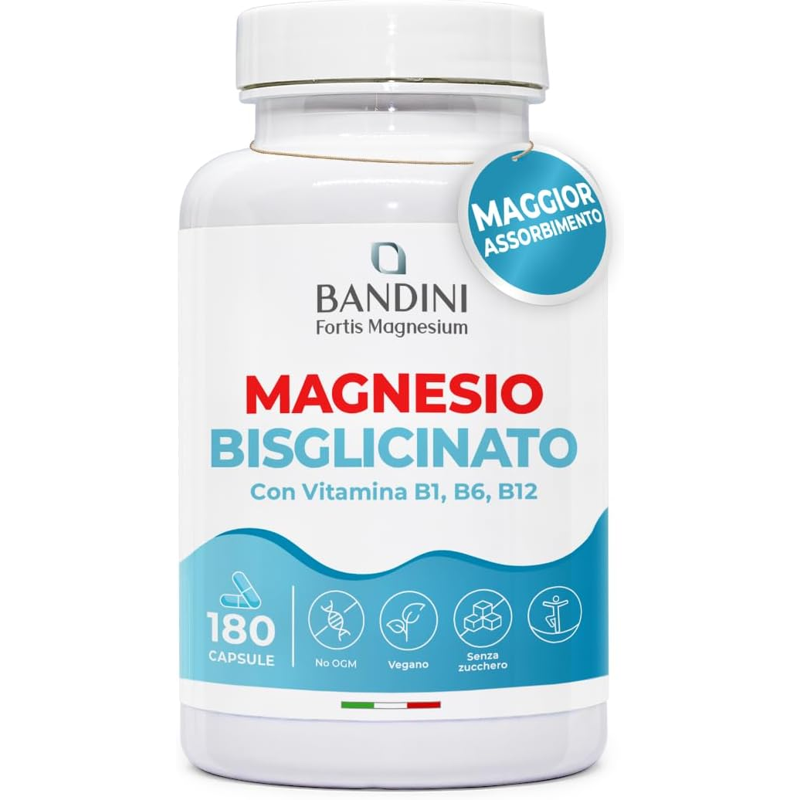 MAGGIOR
ASSORBIMENTO
BANDINI
Fortis Magnesium
MAGNESIO
BISGLICINATO
Con Vitamina B1, B6, B12
180
CAPSULE
No OGM
Vegano
Senza
zucchero